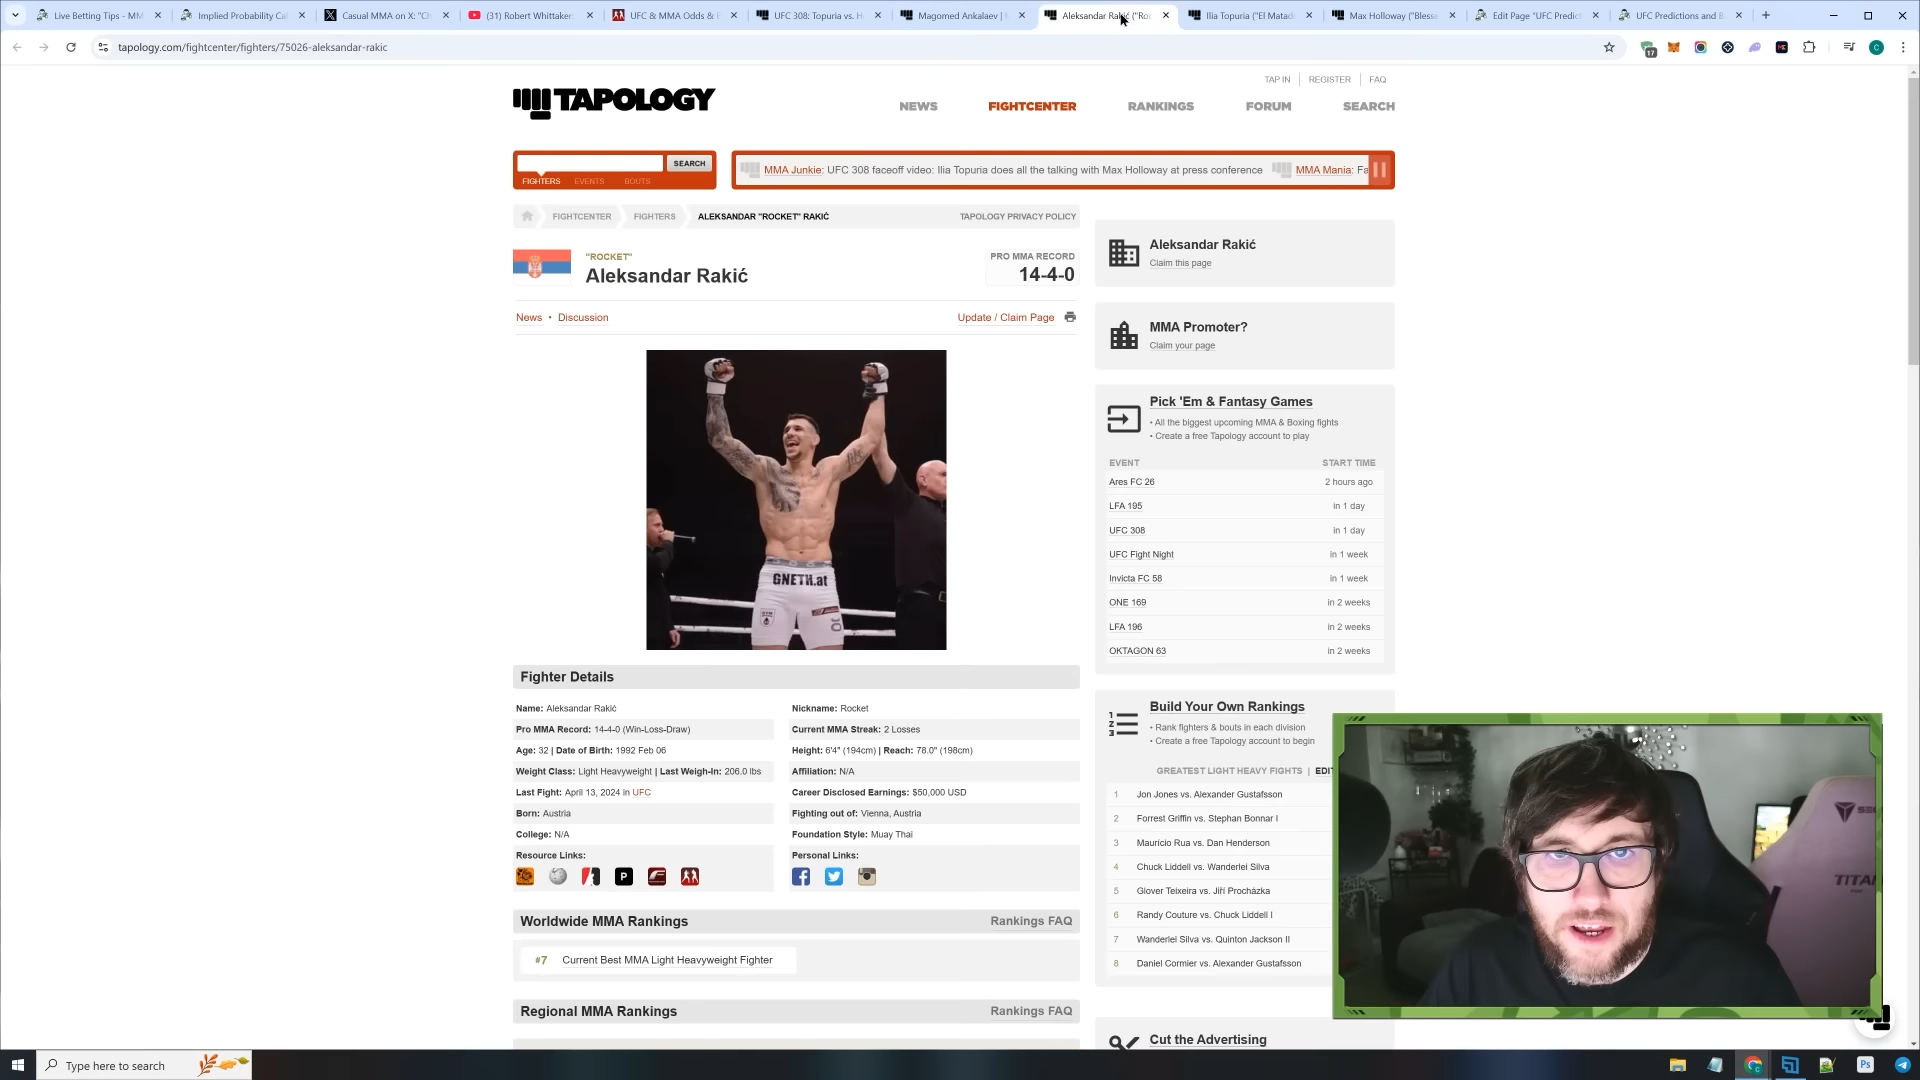 Live Betting Tips - MM
Implied Probability Cal
Casual MMA on X: "Ch
(31) Robert Whittaker
UFC & MMA Odds & B
UFC 308: Topuria vs. H
Magomed Ankalaev |
Aleksandar Rakić ("Roc
Ilia Topuria ("El Matad
Max Holloway ("Blesse
Edit Page "UFC Predict
UFC Predictions and B
tapology.com/fightcenter/fighters/75026-aleksandar-rakic
17
C
TAP IN
REGISTER
FAQ
TAPOLOGY
NEWS
FIGHTCENTER
RANKINGS
FORUM
SEARCH
SEARCH
FIGHTERS
EVENTS
BOUTS
MMA Junkie: UFC 308 faceoff video: Ilia Topuria does all the talking with Max Holloway at press conference
MMA Mania: Fa
FIGHTCENTER
FIGHTERS
ALEKSANDAR "ROCKET" RAKIĆ
TAPOLOGY PRIVACY POLICY
"ROCKET"
Aleksandar Rakić
PRO MMA RECORD
14-4-0
News • Discussion
Update / Claim Page
GNETH.at
Fighter Details
Name: Aleksandar Rakić
Nickname: Rocket
Pro MMA Record: 14-4-0 (Win-Loss-Draw)
Current MMA Streak: 2 Losses
Age: 32 | Date of Birth: 1992 Feb 06
Height: 6'4" (194cm) | Reach: 78.0" (198cm)
Weight Class: Light Heavyweight | Last Weigh-In: 206.0 lbs
Affiliation: N/A
Last Fight: April 13, 2024 in UFC
Career Disclosed Earnings: $50,000 USD
Born: Austria
Fighting out of: Vienna, Austria
College: N/A
Foundation Style: Muay Thai
Resource Links:
Personal Links:
Worldwide MMA Rankings
Rankings FAQ
#7 Current Best MMA Light Heavyweight Fighter
Regional MMA Rankings
Rankings FAQ
Aleksandar Rakić
Claim this page
MMA Promoter?
Claim your page
Pick 'Em & Fantasy Games
• All the biggest upcoming MMA & Boxing fights
• Create a free Tapology account to play
EVENT START TIME
Ares FC 26 2 hours ago
LFA 195 in 1 day
UFC 308 in 1 day
UFC Fight Night in 1 week
Invicta FC 58 in 1 week
ONE 169 in 2 weeks
LFA 196 in 2 weeks
OKTAGON 63 in 2 weeks
Build Your Own Rankings
• Rank fighters & bouts in each division
• Create a free Tapology account to begin
GREATEST LIGHT HEAVY FIGHTS | EDIT
1 Jon Jones vs. Alexander Gustafsson
2 Forrest Griffin vs. Stephan Bonnar I
3 Maurício Rua vs. Dan Henderson
4 Chuck Liddell vs. Wanderlei Silva
5 Glover Teixeira vs. Jiří Procházka
6 Randy Couture vs. Chuck Liddell I
7 Wanderlei Silva vs. Quinton Jackson II
8 Daniel Cormier vs. Alexander Gustafsson
Cut the Advertising
TITAN
Type here to search